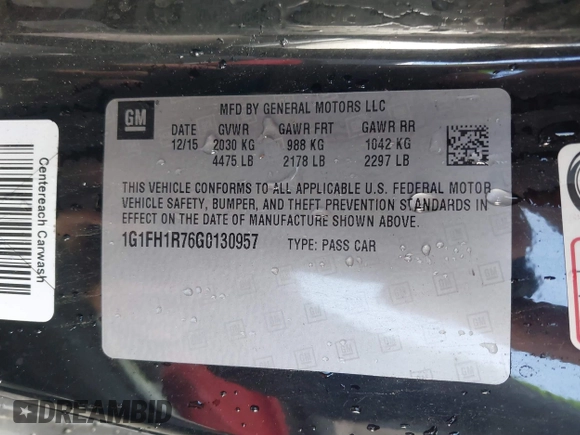 GM
MFD BY GENERAL MOTORS LLC
DATE GVWR GAWR FRT GAWR RR
12/15 2030 KG 988 KG 1042 KG
4475 LB 2178 LB 2297 LB
THIS VEHICLE CONFORMS TO ALL APPLICABLE U.S. FEDERAL MOTOR
VEHICLE SAFETY, BUMPER, AND THEFT PREVENTION STANDARDS IN
EFFECT ON THE DATE OF MANUFACTURE SHOWN ABOVE.
1G1FH1R76G0130957 TYPE: PASS CAR
Centereach Carwash
DREAMBID